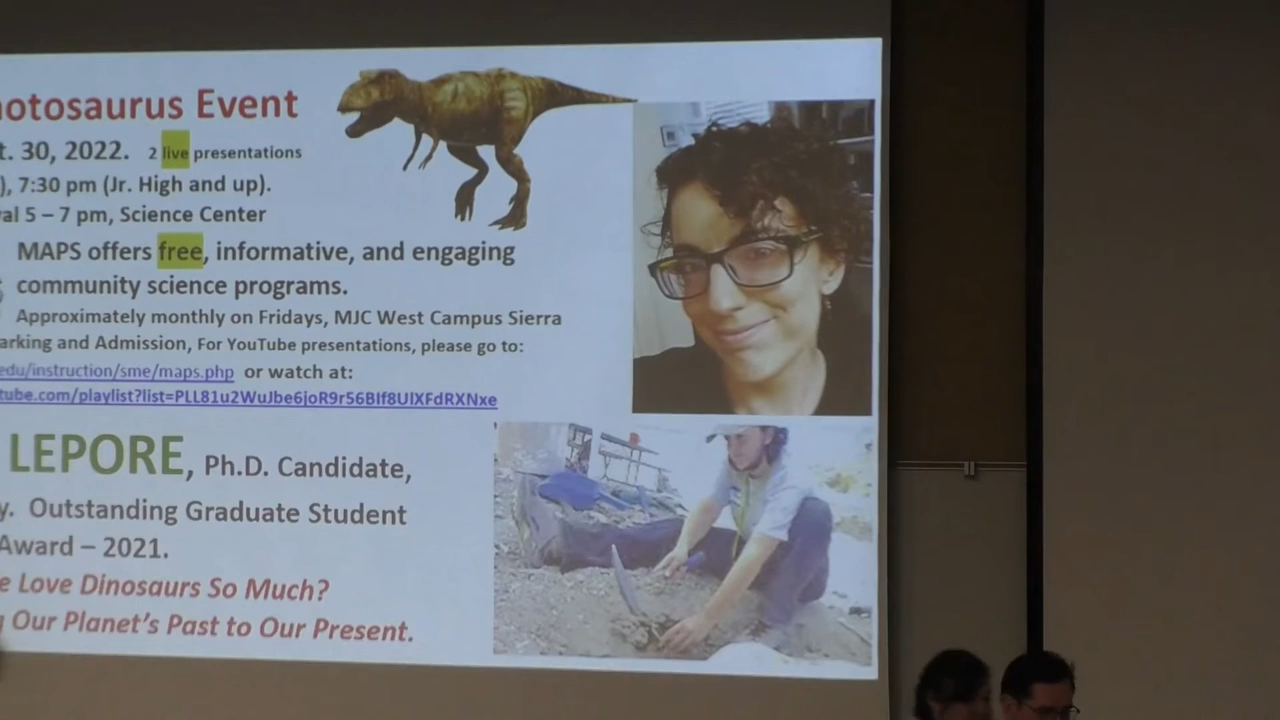 otosaurus Event
t. 30, 2022. 2 live presentations
), 7:30 pm (Jr. High and up).
al 5 – 7 pm, Science Center
MAPS offers free, informative, and engaging
community science programs.
Approximately monthly on Fridays, MJC West Campus Sierra
arking and Admission, For YouTube presentations, please go to:
edu/instruction/sme/maps.php or watch at:
tube.com/playlist?list=PLL81u2WuJbe6joR9r56BIf8UlXFdRXNxe
LEPORE, Ph.D. Candidate,
y. Outstanding Graduate Student
Award – 2021.
e Love Dinosaurs So Much?
g Our Planet's Past to Our Present.